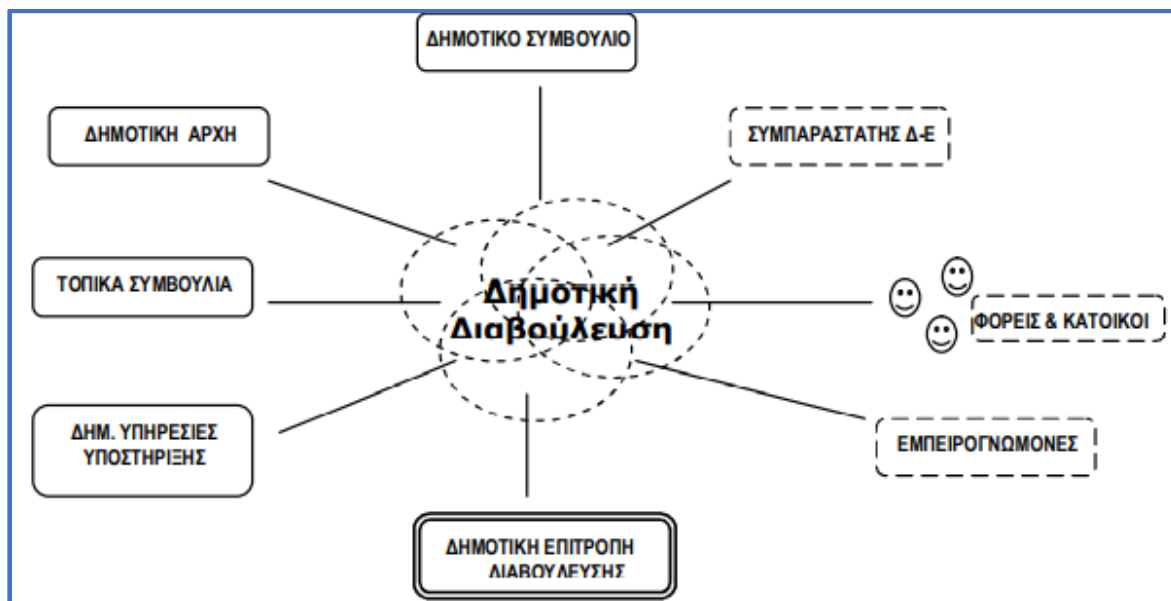 ΔΗΜΟΤΙΚΟ ΣΥΜΒΟΥΛΙΟ
ΔΗΜΟΤΙΚΗ ΑΡΧΗ
ΣΥΜΠΑΡΑΣΤΑΤΗΣ Δ-Ε
ΤΟΠΙΚΑ ΣΥΜΒΟΥΛΙΑ
Δημοτική
Διαβούλευση
ΦΟΡΕΙΣ & ΚΑΤΟΙΚΟΙ
ΔΗΜ. ΥΠΗΡΕΣΙΕΣ
ΥΠΟΣΤΗΡΙΞΗΣ
ΕΜΠΕΙΡΟΓΝΩΜΟΝΕΣ
ΔΗΜΟΤΙΚΗ ΕΠΙΤΡΟΠΗ
ΔΙΑΒΟΥΛΕΥΣΗΣ